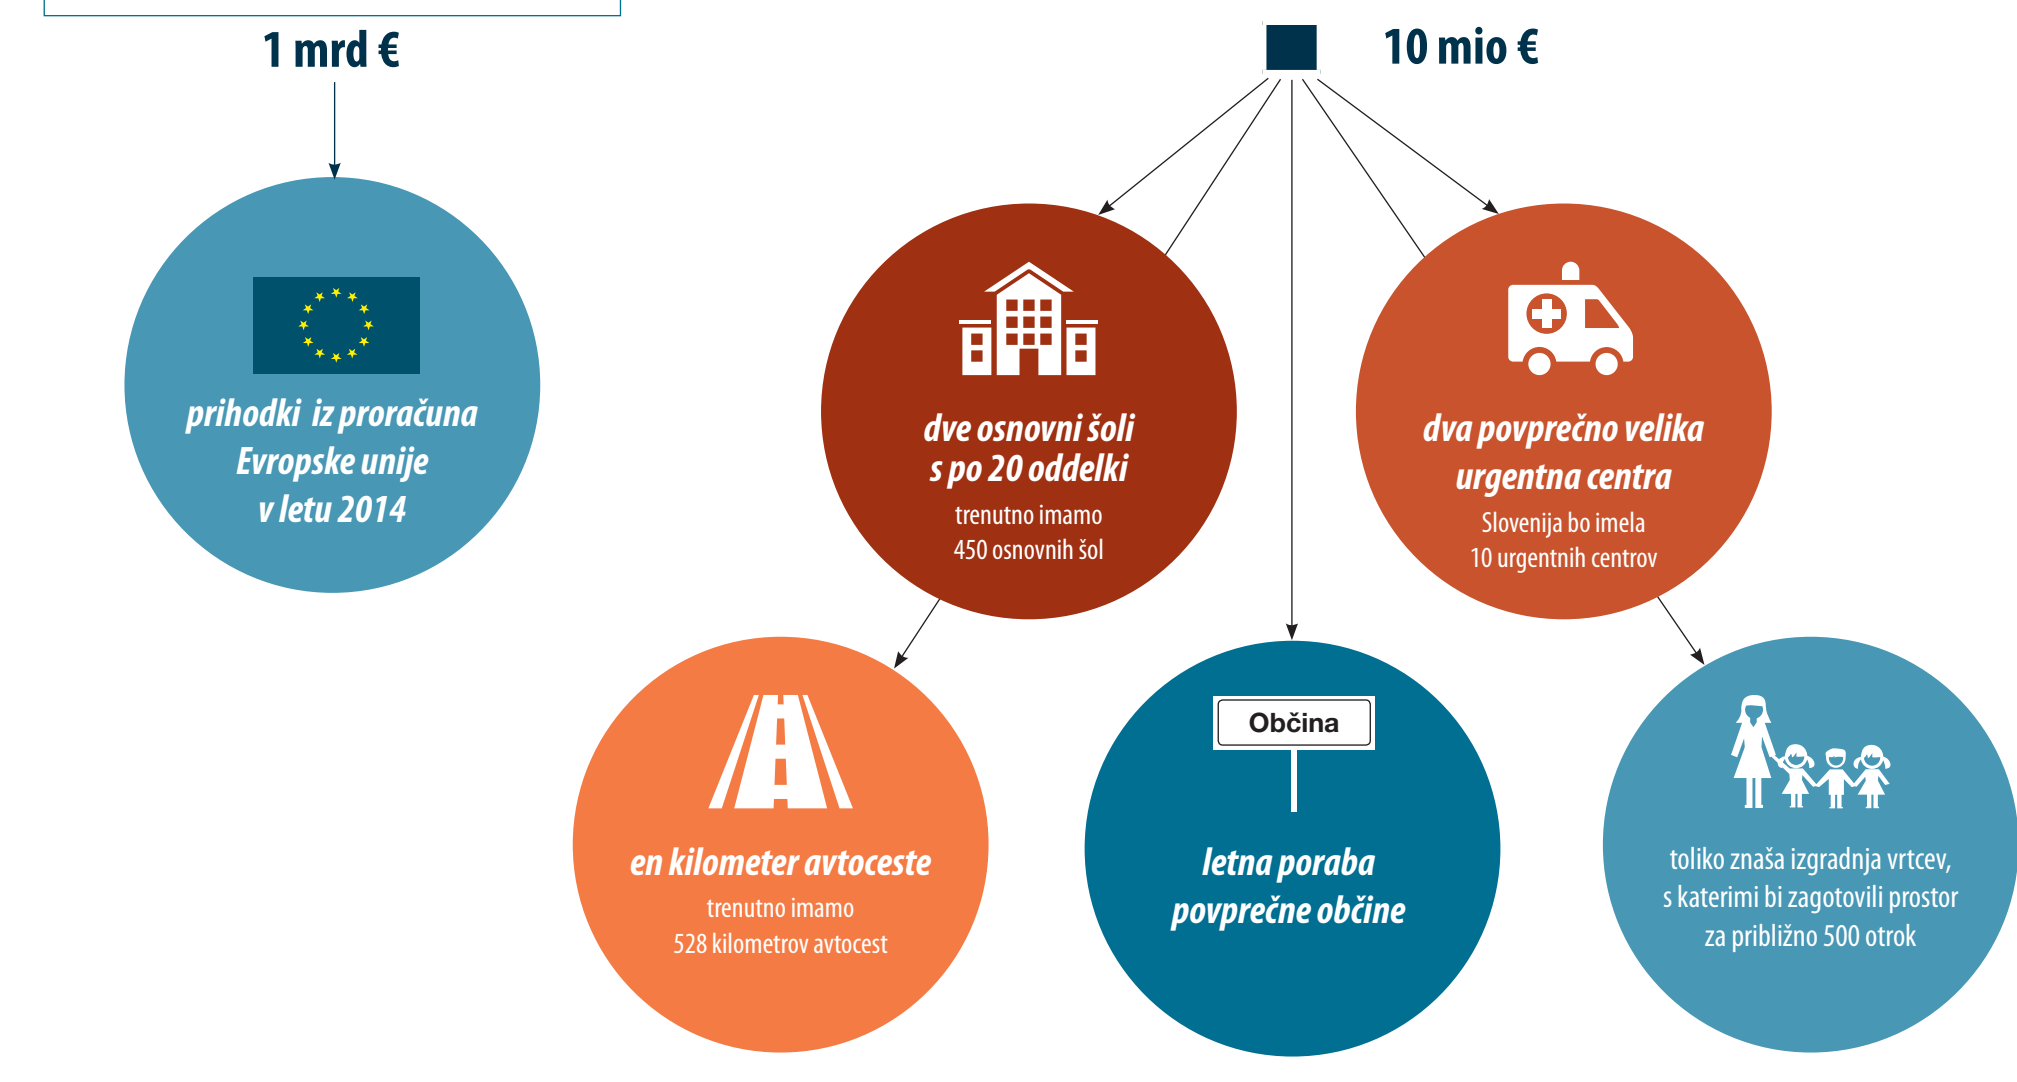 1 mrd €
prihodki iz proračuna
Evropske unije
v letu 2014
10 mio €
dve osnovni šoli
s po 20 oddelki
trenutno imamo
450 osnovnih šol
dva povprečno velika
urgentna centra
Slovenija bo imela
10 urgentnih centrov
en kilometer avtoceste
trenutno imamo
528 kilometrov avtocest
Občina
letna poraba
povprečne občine
toliko znaša izgradnja vrtcev,
s katerimi bi zagotovili prostor
za približno 500 otrok